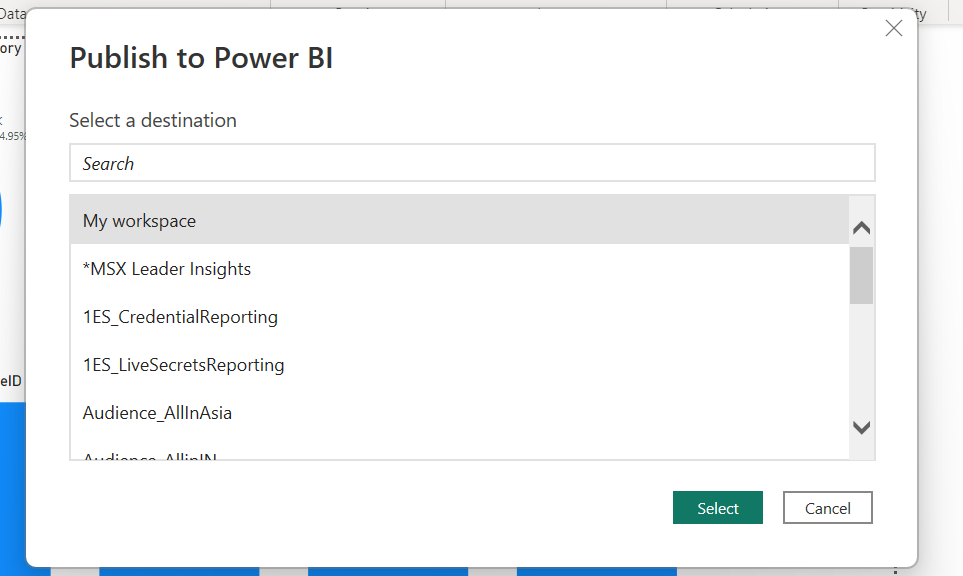 Data
ory
4.95%
eID
Publish to Power BI
Select a destination
Search
My workspace
*MSX Leader Insights
1ES_CredentialReporting
1ES_LiveSecretsReporting
Audience_AllInAsia
Audience_AllinIN
Select
Cancel